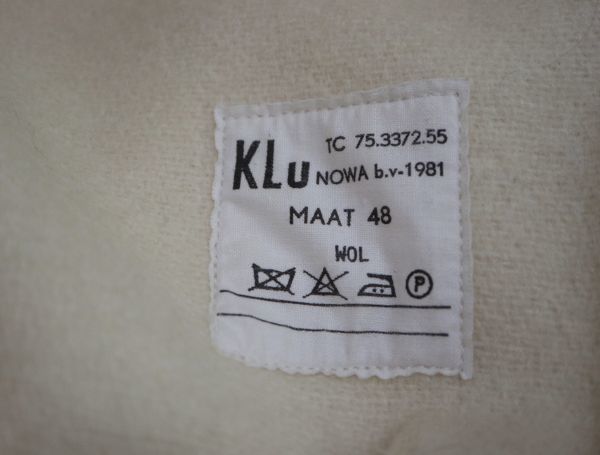 TC 75.3372.55
KLu NOWA b.v-1981
MAAT 48
WOL
P